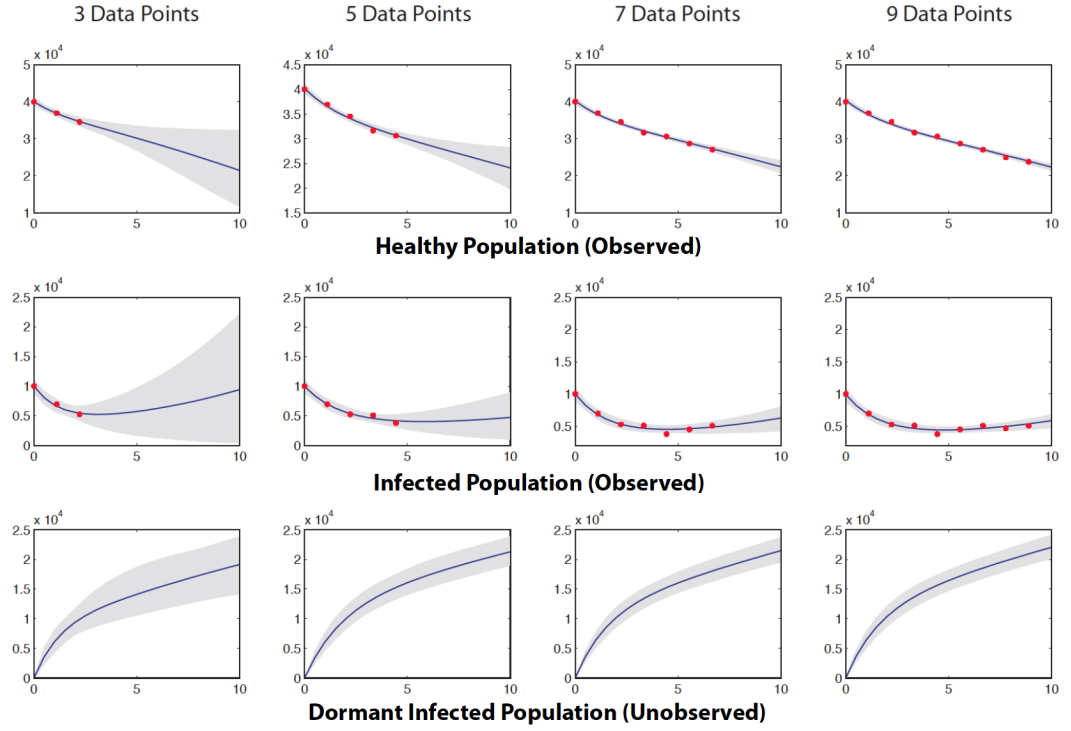 3 Data Points 5 Data Points 7 Data Points 9 Data Points
x 10^4 x 10^4 x 10^4 x 10^4
5 4.5 5 5
4 4 4 4
3.5
3 3 3 3
2.5
2 2 2 2
1 1.5 1 1
0 5 10 0 5 10 0 5 10 0 5 10
Healthy Population (Observed)
x 10^4 x 10^4 x 10^4 x 10^4
2.5 2.5 2.5 2.5
2 2 2 2
1.5 1.5 1.5 1.5
1 1 1 1
0.5 0.5 0.5 0.5
0 0
0 5 10 0 5 10 0 5 10 0 5 10
Infected Population (Observed)
x 10^4 x 10^4 x 10^4 x 10^4
2.5 2.5 2.5 2.5
2 2 2 2
1.5 1.5 1.5 1.5
1 1 1 1
0.5 0.5 0.5 0.5
0 0 0 0
0 5 10 0 5 10 0 5 10 0 5 10
Dormant Infected Population (Unobserved)